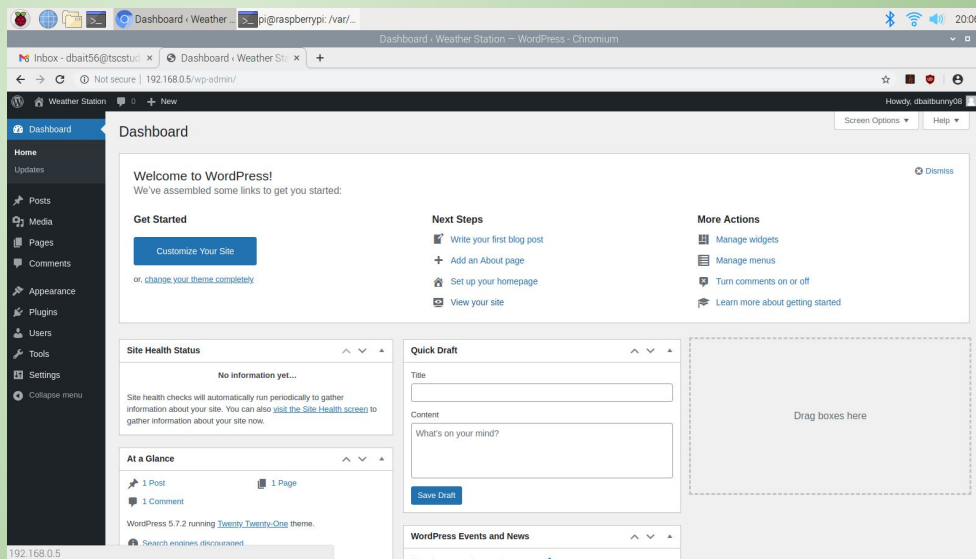 Dashboard ‹ Weather ...
pi@raspberrypi: /var/...
20:06
Dashboard ‹ Weather Station — WordPress - Chromium
Inbox - dbait56@tscstud
Dashboard ‹ Weather Sta
Not secure | 192.168.0.5/wp-admin/
Weather Station 0 + New
Howdy, dbaitbunny08
Screen Options ▼
Help ▼
Dashboard
Home
Updates
Posts
Media
Pages
Comments
Appearance
Plugins
Users
Tools
Settings
Collapse menu
Dashboard
Welcome to WordPress!
We've assembled some links to get you started:
Dismiss
Get Started
Customize Your Site
or, change your theme completely
Next Steps
Write your first blog post
Add an About page
Set up your homepage
View your site
More Actions
Manage widgets
Manage menus
Turn comments on or off
Learn more about getting started
Site Health Status
No information yet…
Site health checks will automatically run periodically to gather
information about your site. You can also visit the Site Health screen to
gather information about your site now.
At a Glance
1 Post
1 Page
1 Comment
WordPress 5.7.2 running Twenty Twenty-One theme.
Search engines discouraged
Quick Draft
Title
Content
What's on your mind?
Save Draft
WordPress Events and News
Drag boxes here
192.168.0.5